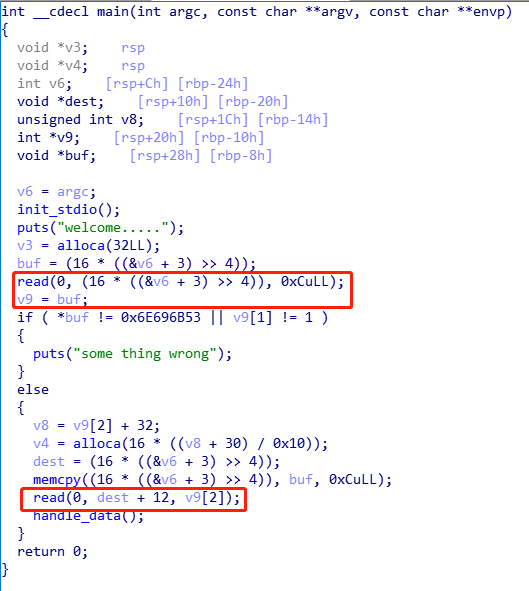 int __cdecl main(int argc, const char **argv, const char **envp)
{
void *v3; rsp
void *v4; rsp
int v6; [rsp+Ch] [rbp-24h]
void *dest; [rsp+10h] [rbp-20h]
unsigned int v8; [rsp+1Ch] [rbp-14h]
int *v9; [rsp+20h] [rbp-10h]
void *buf; [rsp+28h] [rbp-8h]
v6 = argc;
init_stdio();
puts("welcome.....");
v3 = alloca(32LL);
buf = (16 * ((&v6 + 3) >> 4));
read(0, (16 * ((&v6 + 3) >> 4)), 0xCuLL);
v9 = buf;
if ( *buf != 0x6E696B53 || v9[1] != 1 )
{
puts("some thing wrong");
}
else
{
v8 = v9[2] + 32;
v4 = alloca(16 * ((v8 + 30) / 0x10));
dest = (16 * ((&v6 + 3) >> 4));
memcpy((16 * ((&v6 + 3) >> 4)), buf, 0xCuLL);
read(0, dest + 12, v9[2]);
handle_data();
}
return 0;
}